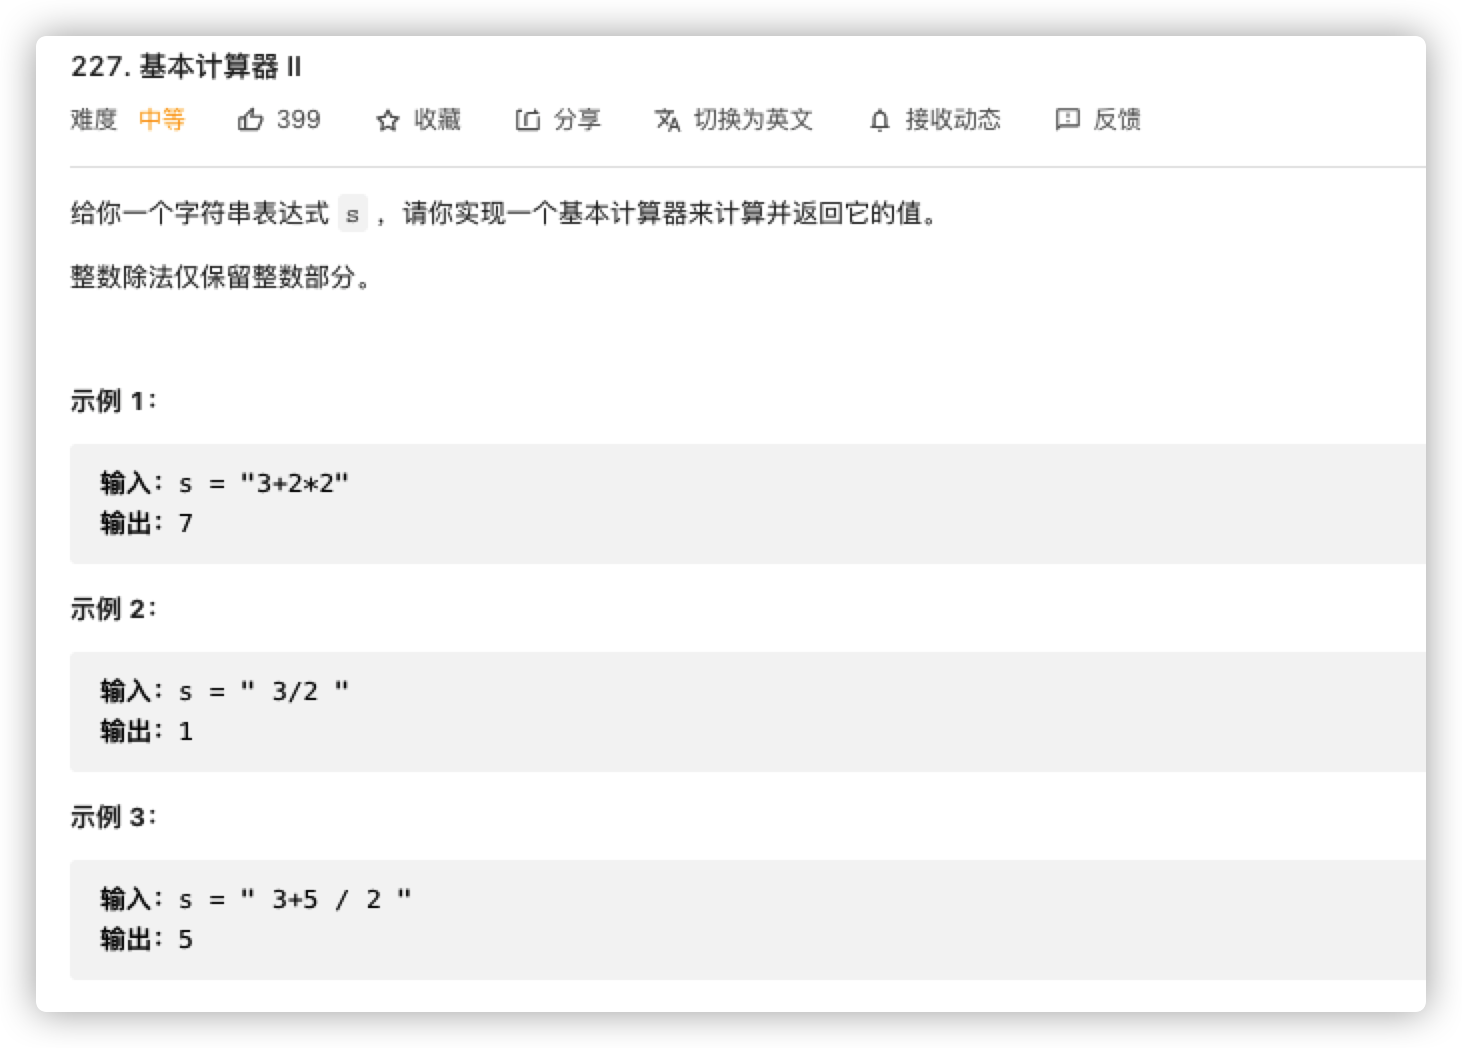 227. 基本计算器 II
难度 中等 399 收藏 分享 切换为英文 接收动态 反馈
给你一个字符串表达式 s ，请你实现一个基本计算器来计算并返回它的值。
整数除法仅保留整数部分。
示例 1：
输入：s = "3+2*2"
输出：7
示例 2：
输入：s = " 3/2 "
输出：1
示例 3：
输入：s = " 3+5 / 2 "
输出：5